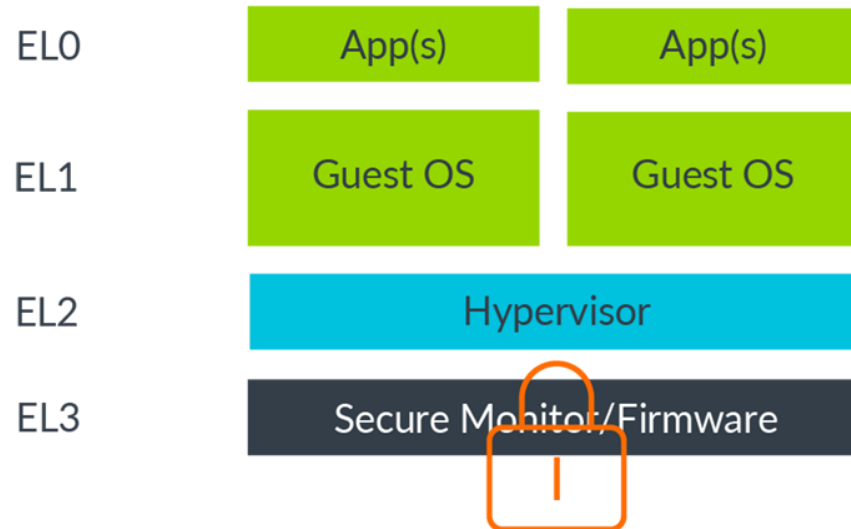 EL0 App(s) App(s)
EL1 Guest OS Guest OS
EL2 Hypervisor
EL3 Secure Monitor/Firmware